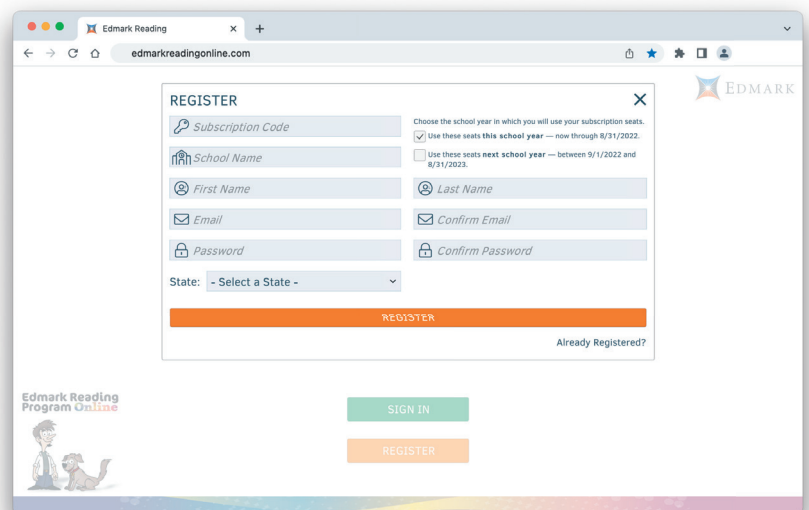 Edmark Reading
edmarkreadingonline.com
EDMARK
REGISTER
Subscription Code
Choose the school year in which you will use your subscription seats.
Use these seats this school year — now through 8/31/2022.
School Name
Use these seats next school year — between 9/1/2022 and
8/31/2023.
First Name
Last Name
Email
Confirm Email
Password
Confirm Password
State: - Select a State -
REGISTER
Already Registered?
Edmark Reading
Program Online
SIGN IN
REGISTER